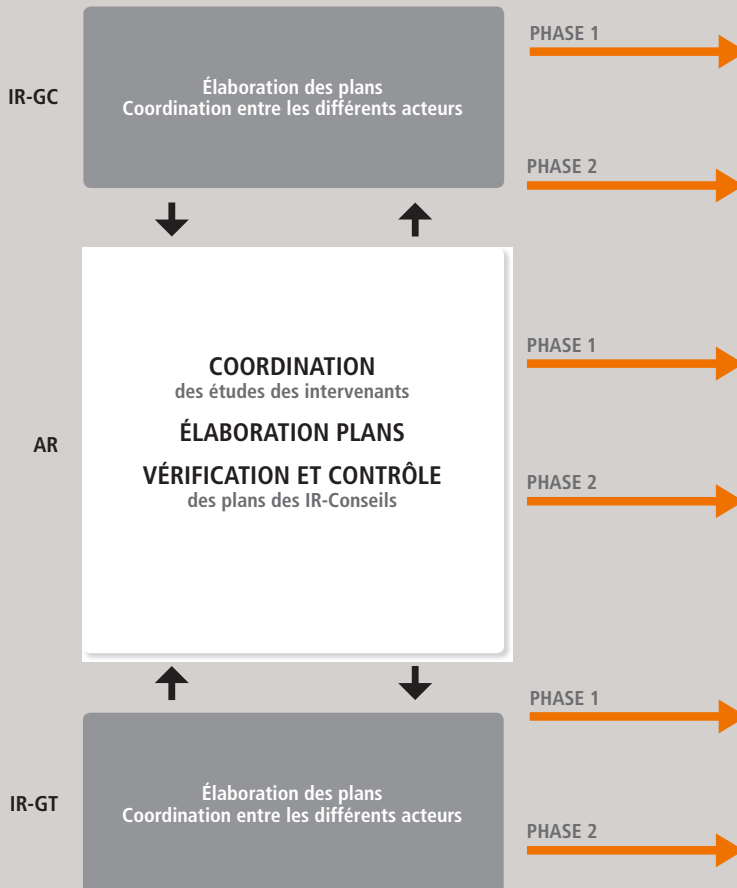 PHASE 1
IR-GC
Élaboration des plans
Coordination entre les différents acteurs
PHASE 2
PHASE 1
COORDINATION
des études des intervenants
ÉLABORATION PLANS
AR
VÉRIFICATION ET CONTRÔLE
des plans des IR-Conseils
PHASE 2
PHASE 1
IR-GT
Élaboration des plans
Coordination entre les différents acteurs
PHASE 2